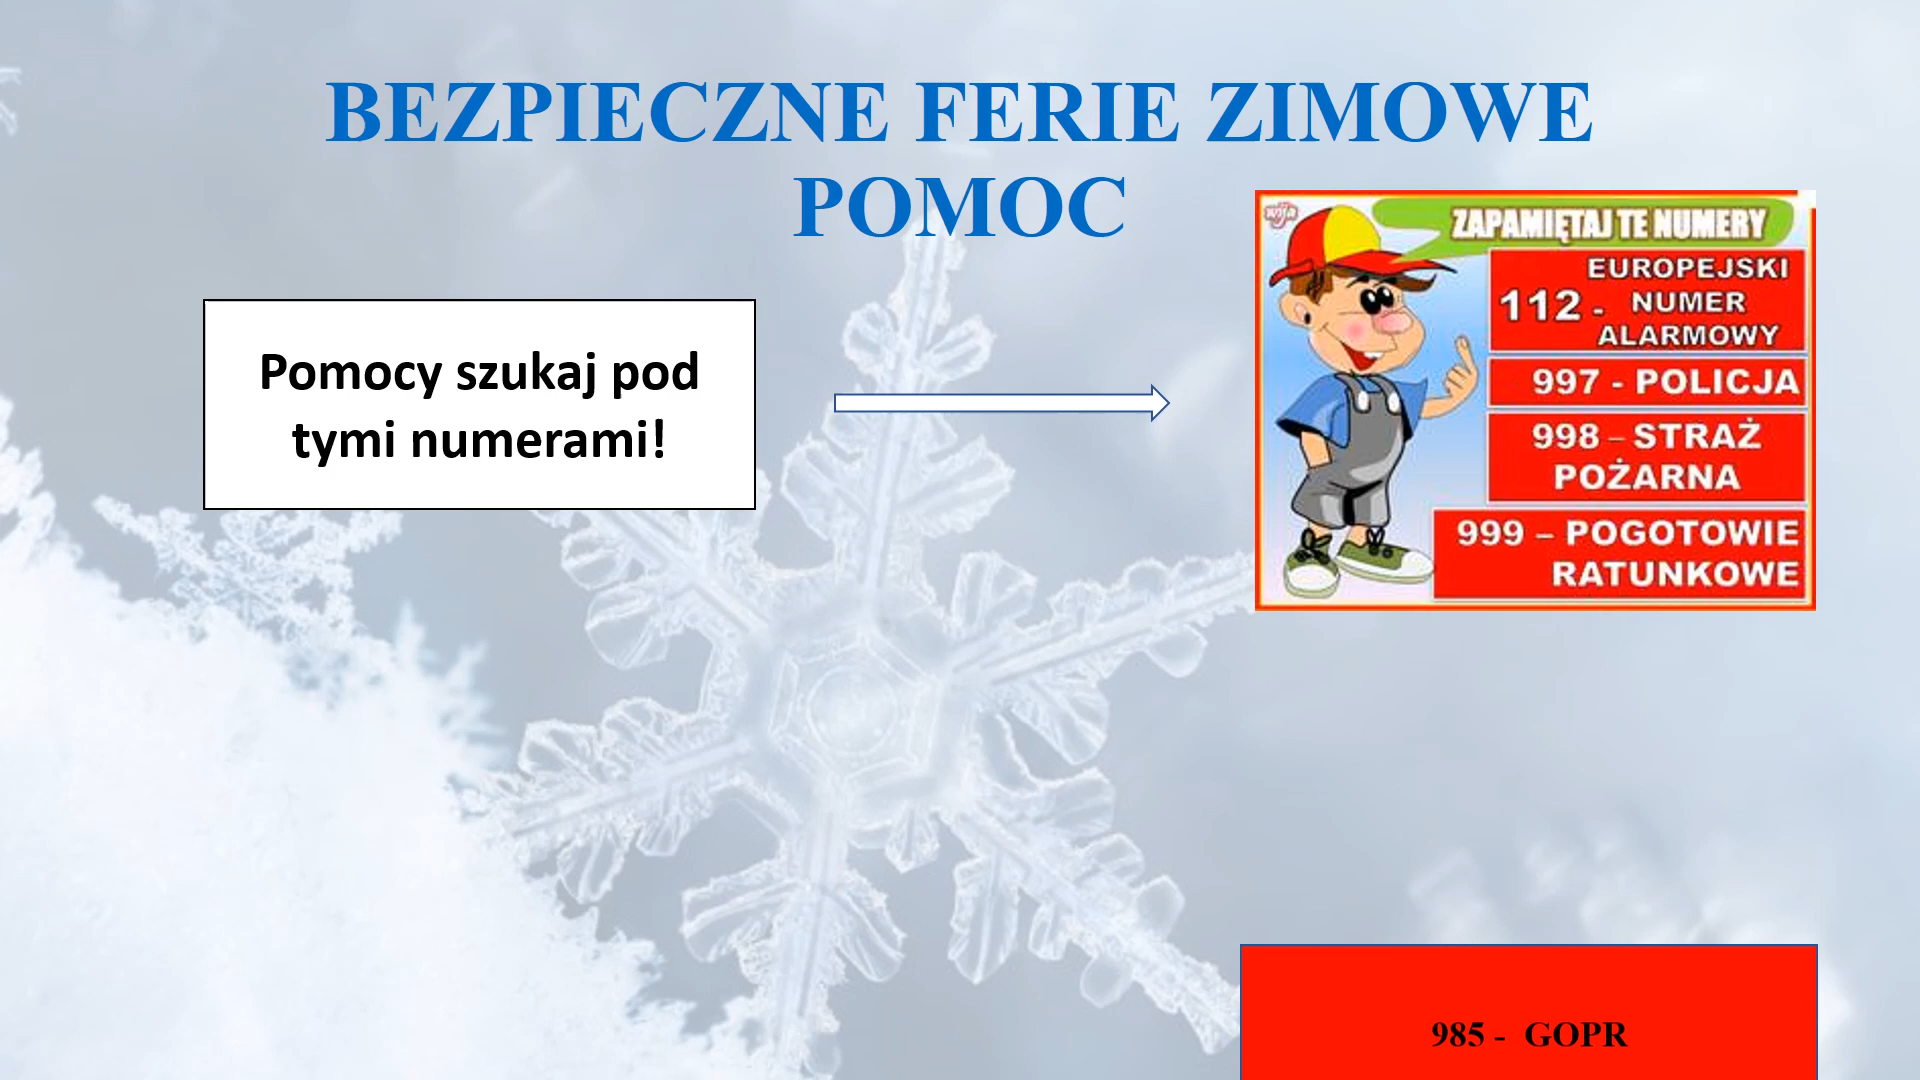 BEZPIECZNE FERIE ZIMOWE
POMOC
Pomocy szukaj pod
tymi numerami!
wija
ZAPAMIĘTAJ TE NUMERY
EUROPEJSKI
112 - NUMER
ALARMOWY
997 - POLICJA
998 – STRAŻ
POŻARNA
999 – POGOTOWIE
RATUNKOWE
985 - GOPR